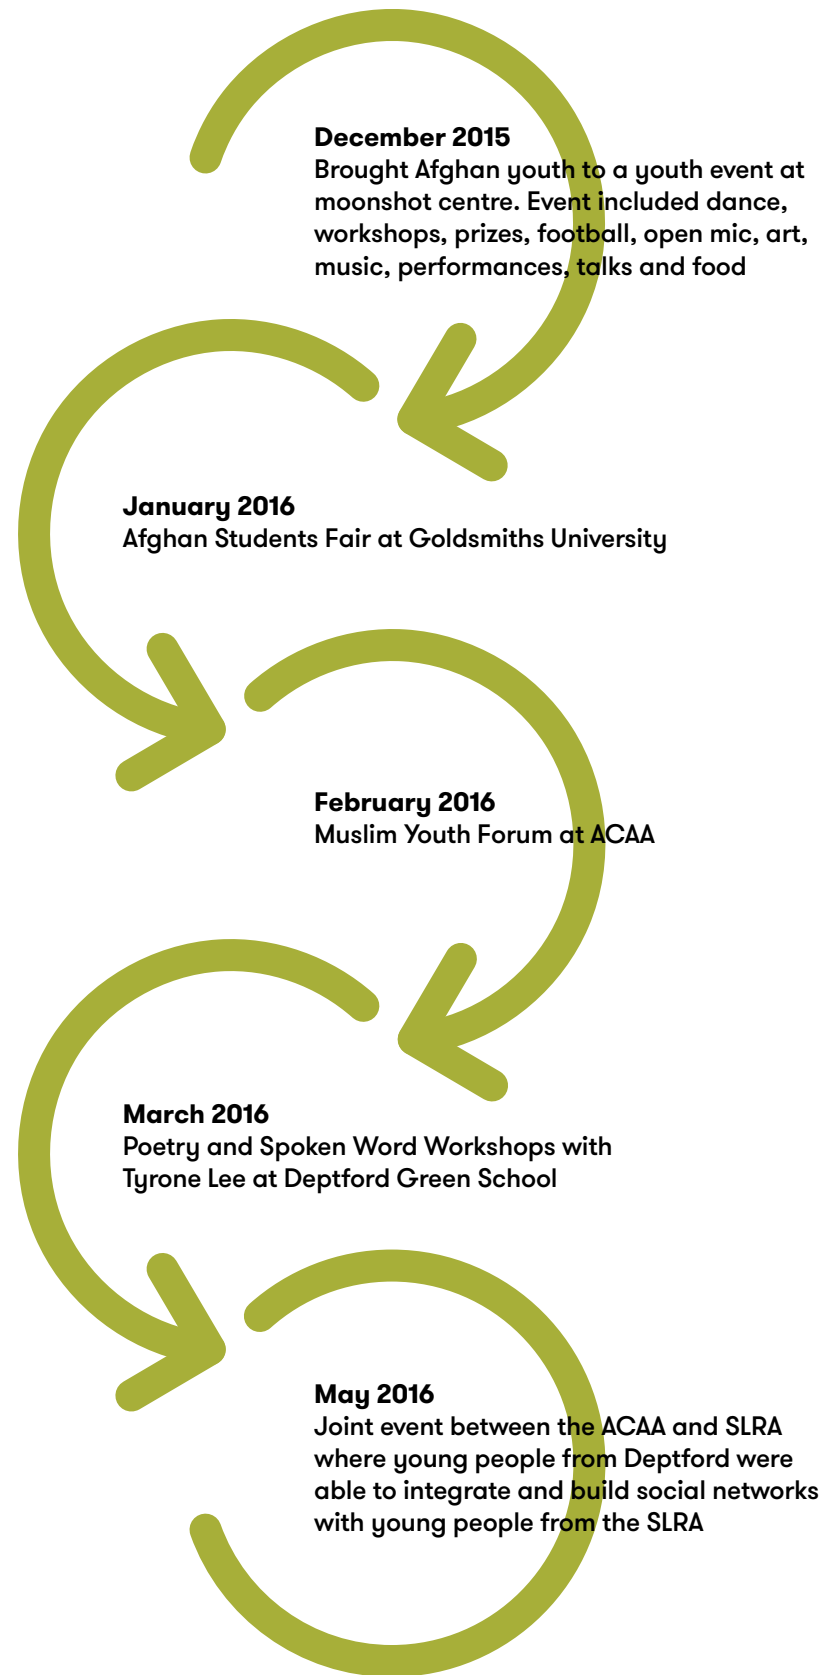 December 2015
Brought Afghan youth to a youth event at
moonshot centre. Event included dance,
workshops, prizes, football, open mic, art,
music, performances, talks and food
January 2016
Afghan Students Fair at Goldsmiths University
February 2016
Muslim Youth Forum at ACAA
March 2016
Poetry and Spoken Word Workshops with
Tyrone Lee at Deptford Green School
May 2016
Joint event between the ACAA and SLRA
where young people from Deptford were
able to integrate and build social networks
with young people from the SLRA